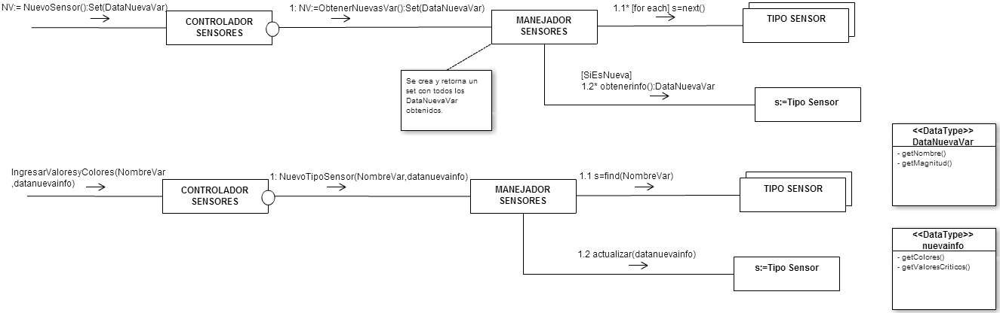 NV:= NuevoSensor():Set(DataNuevaVar)
CONTROLADOR
SENSORES
1: NV:=ObtenerNuevasVar():Set(DataNuevaVar)
MANEJADOR
SENSORES
1.1* [for each] s=next()
TIPO SENSOR
Se crea y retorna un
set con todos los
DataNuevaVar
obtenidos.
[SiEsNueva]
1.2* obtenerinfo():DataNuevaVar
s:=Tipo Sensor
<<DataType>>
DataNuevaVar
- getNombre()
- getMagnitud()
IngresarValoresyColores(NombreVar
,datanuevainfo)
CONTROLADOR
SENSORES
1: NuevoTipoSensor(NombreVar,datanuevainfo)
MANEJADOR
SENSORES
1.1 s=find(NombreVar)
TIPO SENSOR
1.2 actualizar(datanuevainfo)
s:=Tipo Sensor
<<DataType>>
nuevainfo
- getColores()
- getValoresCriticos()